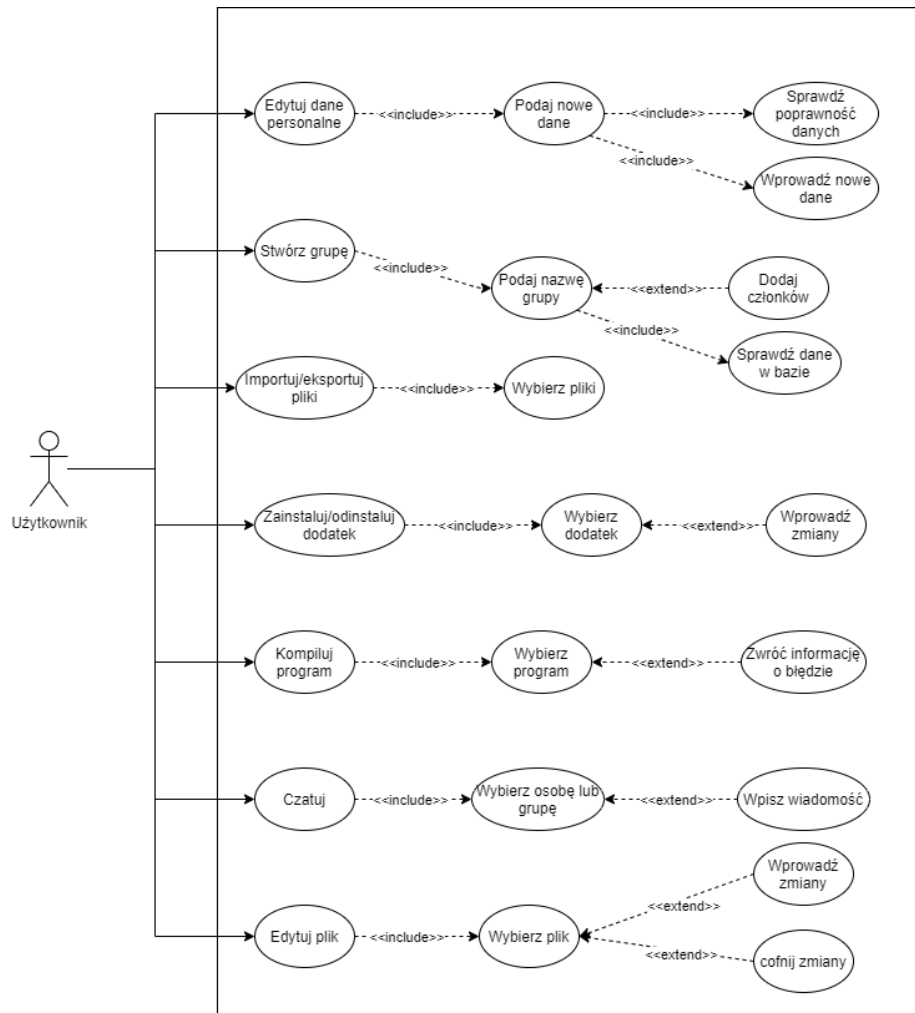 Edytuj dane
personalne
<<include>>
Podaj nowe
dane
<<include>>
Sprawdź
poprawność
danych
<<include>>
Wprowadź nowe
dane
Stwórz grupę
<<include>>
Podaj nazwę
grupy
<<extend>>
Dodaj
członków
<<include>>
Sprawdź dane
w bazie
Importuj/eksportuj
pliki
<<include>>
Wybierz pliki
Użytkownik
Zainstaluj/odinstaluj
dodatek
<<include>>
Wybierz
dodatek
<<extend>>
Wprowadź
zmiany
Kompiluj
program
<<include>>
Wybierz
program
<<extend>>
Zwróć informację
o błędzie
Czatuj
<<include>>
Wybierz osobę lub
grupę
<<extend>>
Wpisz wiadomość
Edytuj plik
<<include>>
Wybierz plik
<<extend>>
Wprowadź
zmiany
<<extend>>
cofnij zmiany